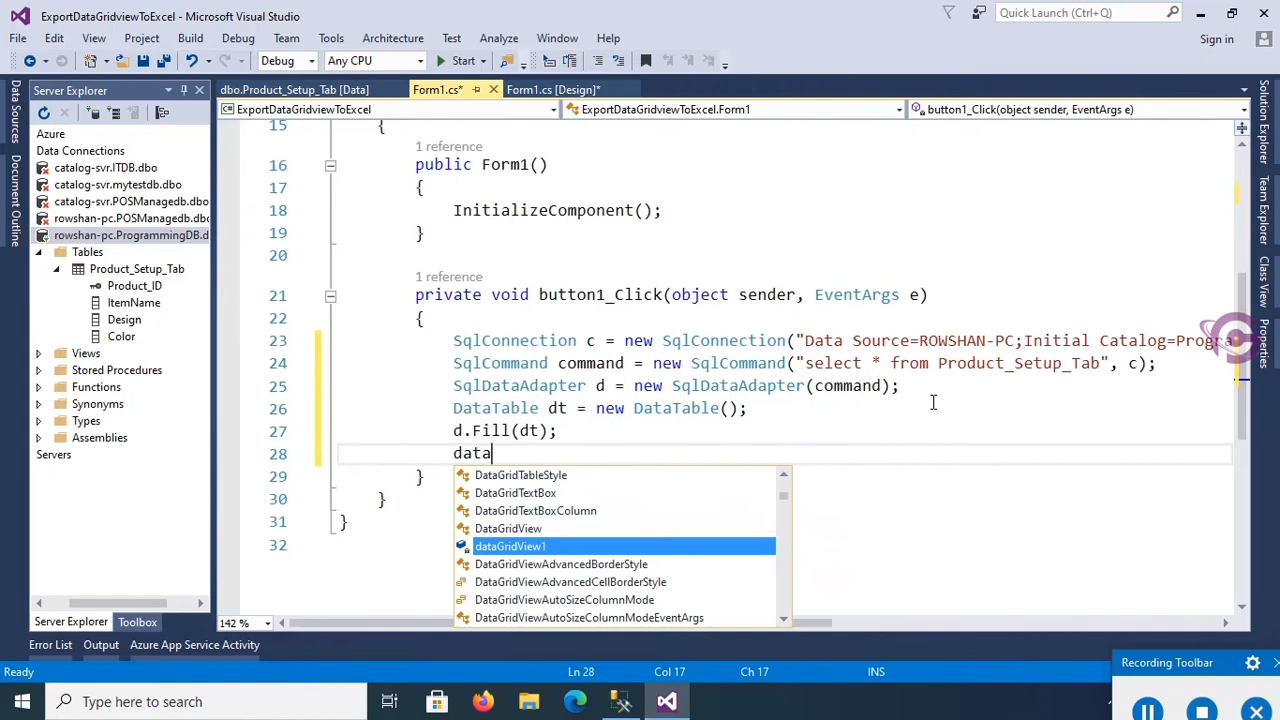 ExportDataGridviewToExcel - Microsoft Visual Studio
Quick Launch (Ctrl+Q)
File Edit View Project Build Debug Team Tools Architecture Test Analyze Window Help
Sign in
Debug Any CPU Start
Server Explorer
dbo.Product_Setup_Tab [Data] Form1.cs* Form1.cs [Design]*
ExportDataGridviewToExcel ExportDataGridviewToExcel.Form1 button1_Click(object sender, EventArgs e)
Data Sources
Document Outline
Azure
Data Connections
catalog-svr.ITDB.dbo
catalog-svr.mytestdb.dbo
catalog-svr.POSManagedb.dbo
rowshan-pc.POSManagedb.dbo
rowshan-pc.ProgrammingDB.d
Tables
Product_Setup_Tab
Product_ID
ItemName
Design
Color
Views
Stored Procedures
Functions
Synonyms
Types
Assemblies
Servers
Server Explorer Toolbox
15 {
1 reference
16 public Form1()
17 {
18 InitializeComponent();
19 }
20
1 reference
21 private void button1_Click(object sender, EventArgs e)
22 {
23 SqlConnection c = new SqlConnection("Data Source=ROWSHAN-PC;Initial Catalog=Progra
24 SqlCommand command = new SqlCommand("select * from Product_Setup_Tab", c);
25 SqlDataAdapter d = new SqlDataAdapter(command);
26 DataTable dt = new DataTable();
27 d.Fill(dt);
28 data
29 }
30 }
31 }
32
DataGridTableStyle
DataGridTextBox
DataGridTextBoxColumn
DataGridView
dataGridView1
DataGridViewAdvancedBorderStyle
DataGridViewAdvancedCellBorderStyle
DataGridViewAutoSizeColumnMode
DataGridViewAutoSizeColumnModeEventArgs
Solution Explorer
Team Explorer
Class View
Properties
142 %
Error List Output Azure App Service Activity
Ready Ln 28 Col 17 Ch 17 INS
Recording Toolbar
Type here to search